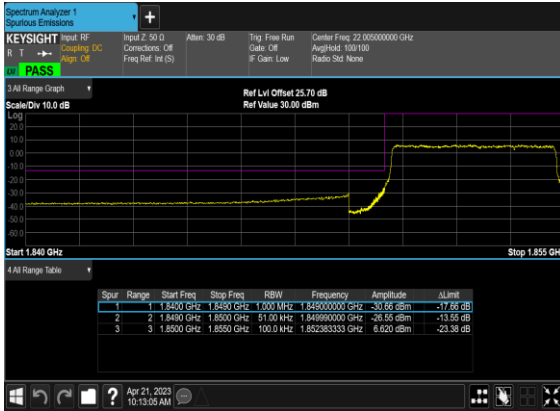 Spectrum Analyzer 1
Spurious Emissions
+
KEYSIGHT Input: RF Input Z: 50 Ω Atten: 30 dB Trig: Free Run Center Freq: 22.005000000 GHz
R T Coupling: DC Corrections: Off Gate: Off Avg|Hold: 100/100
Align: Off Freq Ref: Int (S) IF Gain: Low Radio Std: None
PASS
3 All Range Graph Ref Lvl Offset 25.70 dB
Scale/Div 10.0 dB Ref Value 30.00 dBm
Log
20.0
10.0
0.00
-10.0
-20.0
-30.0
-40.0
-50.0
-60.0
Start 1.840 GHz Stop 1.855 GH
4 All Range Table
Spur Range Start Freq Stop Freq RBW Frequency Amplitude ΔLimit
1 1 1.8400 GHz 1.8490 GHz 1.000 MHz 1.849000000 GHz -30.66 dBm -17.66 dB
2 2 1.8490 GHz 1.8500 GHz 51.00 kHz 1.849990000 GHz -26.55 dBm -13.55 dB
3 3 1.8500 GHz 1.8550 GHz 100.0 kHz 1.852383333 GHz 6.620 dBm -23.38 dB
? Apr 21, 2023
10:13:05 AM